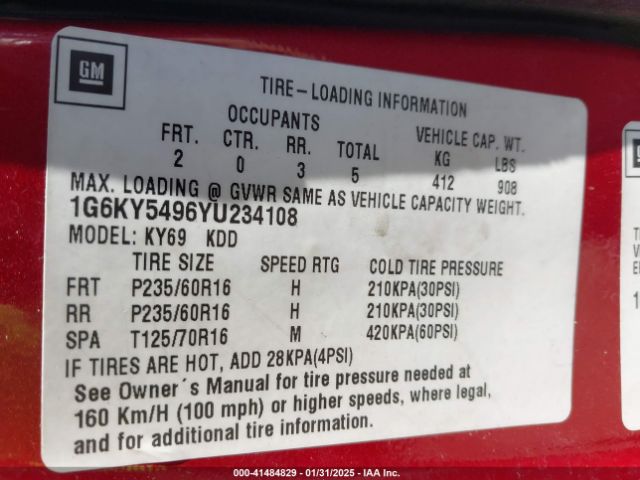 GM
TIRE-LOADING INFORMATION
OCCUPANTS VEHICLE CAP. WT.
FRT. CTR. RR. TOTAL KG LBS
2 0 3 5 412 908
MAX. LOADING @ GVWR SAME AS VEHICLE CAPACITY WEIGHT.
1G6KY5496YU234108
MODEL: KY69 KDD
TIRE SIZE SPEED RTG COLD TIRE PRESSURE
FRT P235/60R16 H 210KPA(30PSI)
RR P235/60R16 H 210KPA(30PSI)
SPA T125/70R16 M 420KPA(60PSI)
IF TIRES ARE HOT, ADD 28KPA(4PSI)
See Owner´s Manual for tire pressure needed at
160 Km/H (100 mph) or higher speeds, where legal,
and for additional tire information.
000-41484829 - 01/31/2025 - IAA Inc.